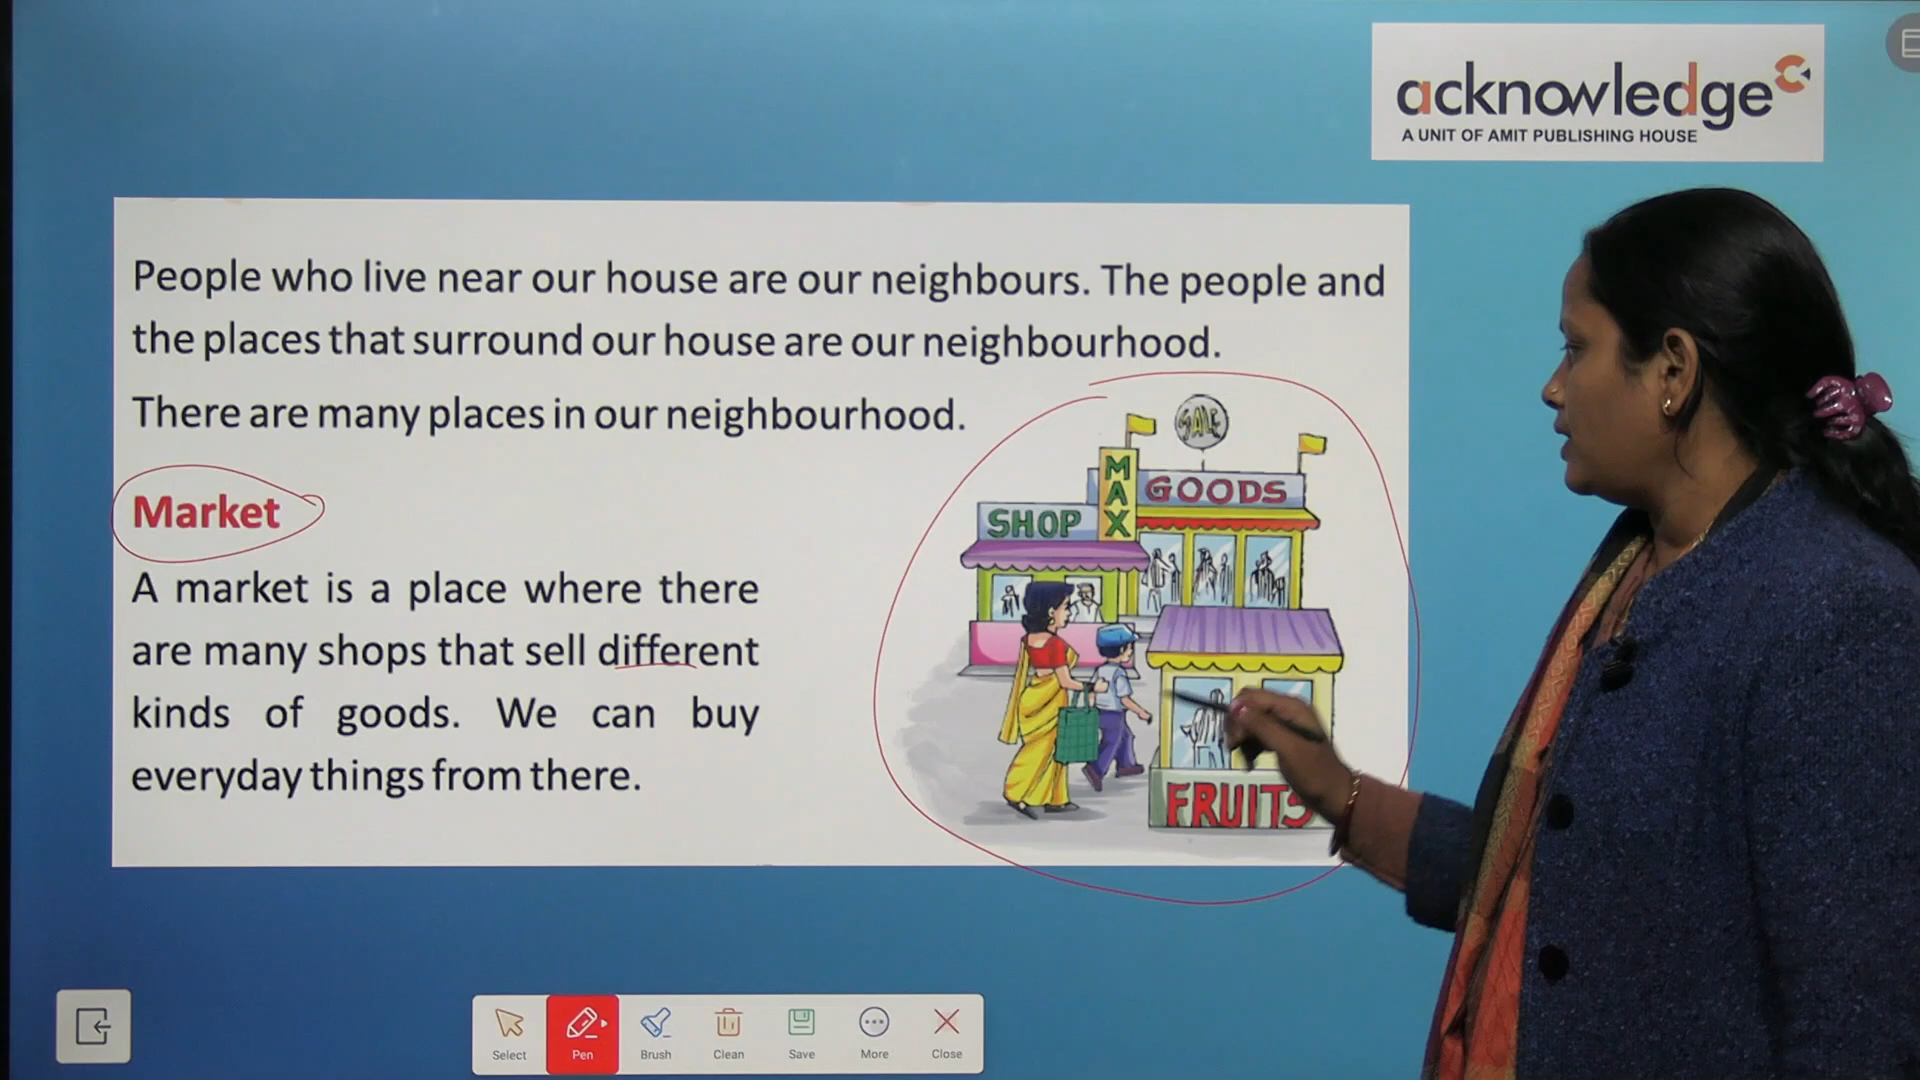 acknowledge
A UNIT OF AMIT PUBLISHING HOUSE
People who live near our house are our neighbours. The people and
the places that surround our house are our neighbourhood.
There are many places in our neighbourhood.
Market
A market is a place where there
are many shops that sell different
kinds of goods. We can buy
everyday things from there.
SALE
MAX
GOODS
SHOP
FRUITS
Select
Pen
Brush
Clean
Save
More
Close